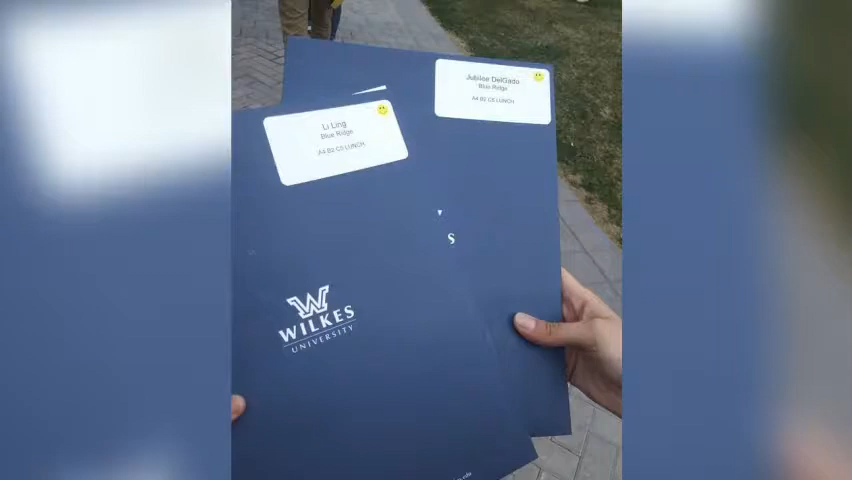 Li Ling
Blue Ridge
A4 B2 C5 LUNCH
Jubilee DelGado
Blue Ridge
A4 B2 C5 LUNCH
S
WILKES
UNIVERSITY